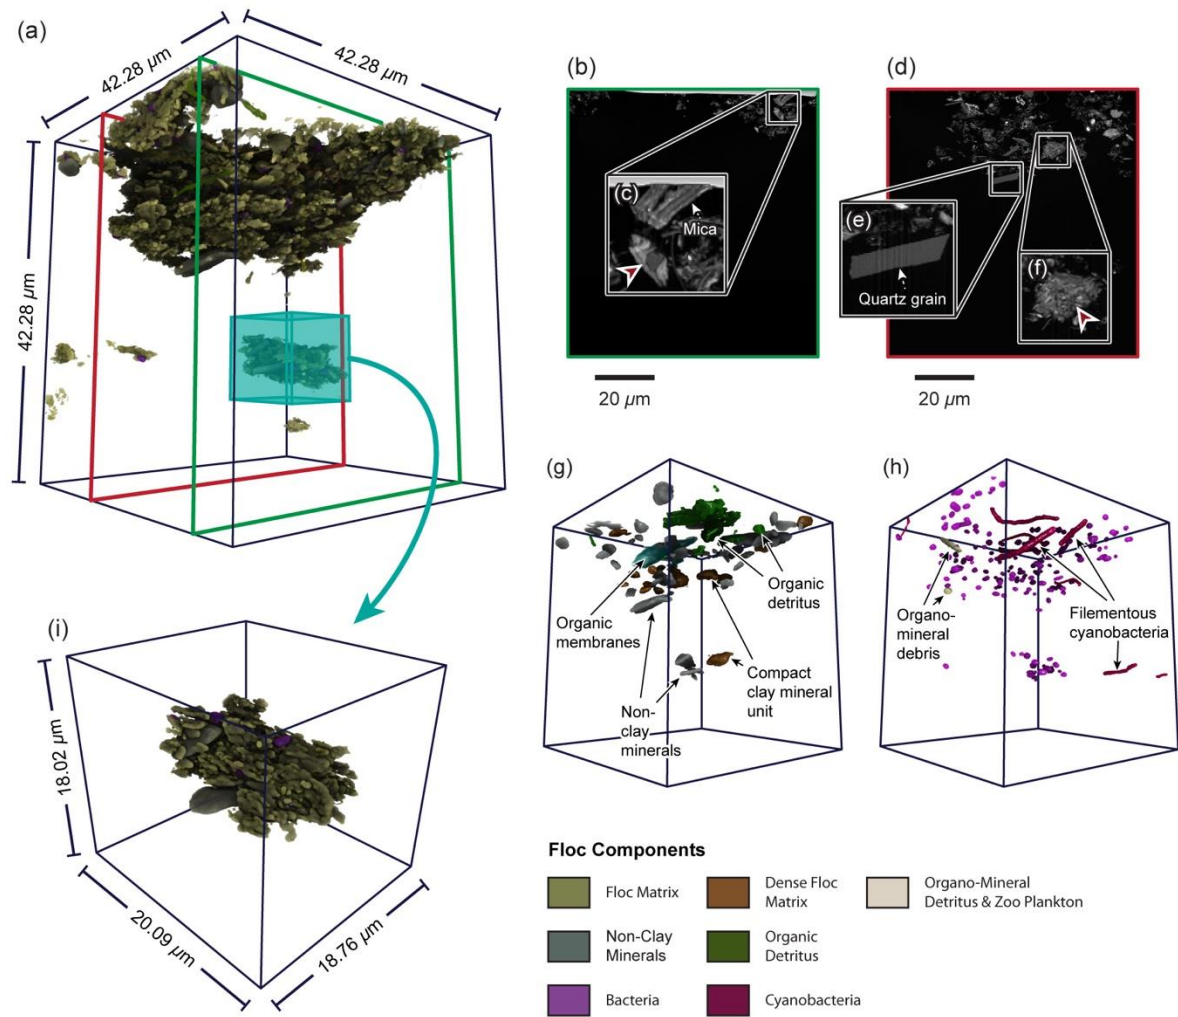 (a)
42.28 µm
42.28 µm
42.28 µm
(b)
(c)
Mica
20 µm
(d)
(e)
Quartz grain
(f)
20 µm
(g)
Organic
membranes
Organic
detritus
Non-
clay
minerals
Compact
clay mineral
unit
(h)
Organo-
mineral
debris
Filementous
cyanobacteria
(i)
18.02 µm
20.09 µm
18.76 µm
Floc Components
Floc Matrix
Dense Floc
Matrix
Organo-Mineral
Detritus & Zoo Plankton
Non-Clay
Minerals
Organic
Detritus
Bacteria
Cyanobacteria